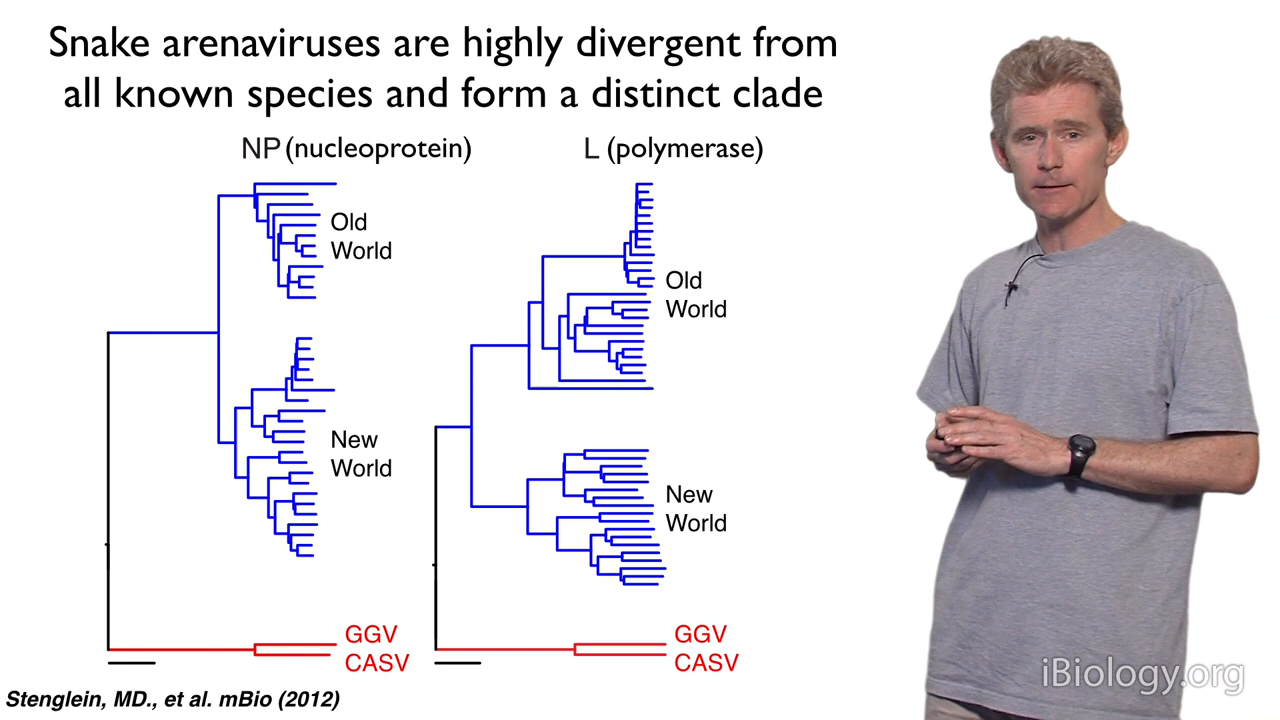 Snake arenaviruses are highly divergent from
all known species and form a distinct clade
NP (nucleoprotein)
L (polymerase)
Old
World
New
World
GGV
CASV
Old
World
New
World
GGV
CASV
Stenglein, MD., et al. mBio (2012)
iBiology.org